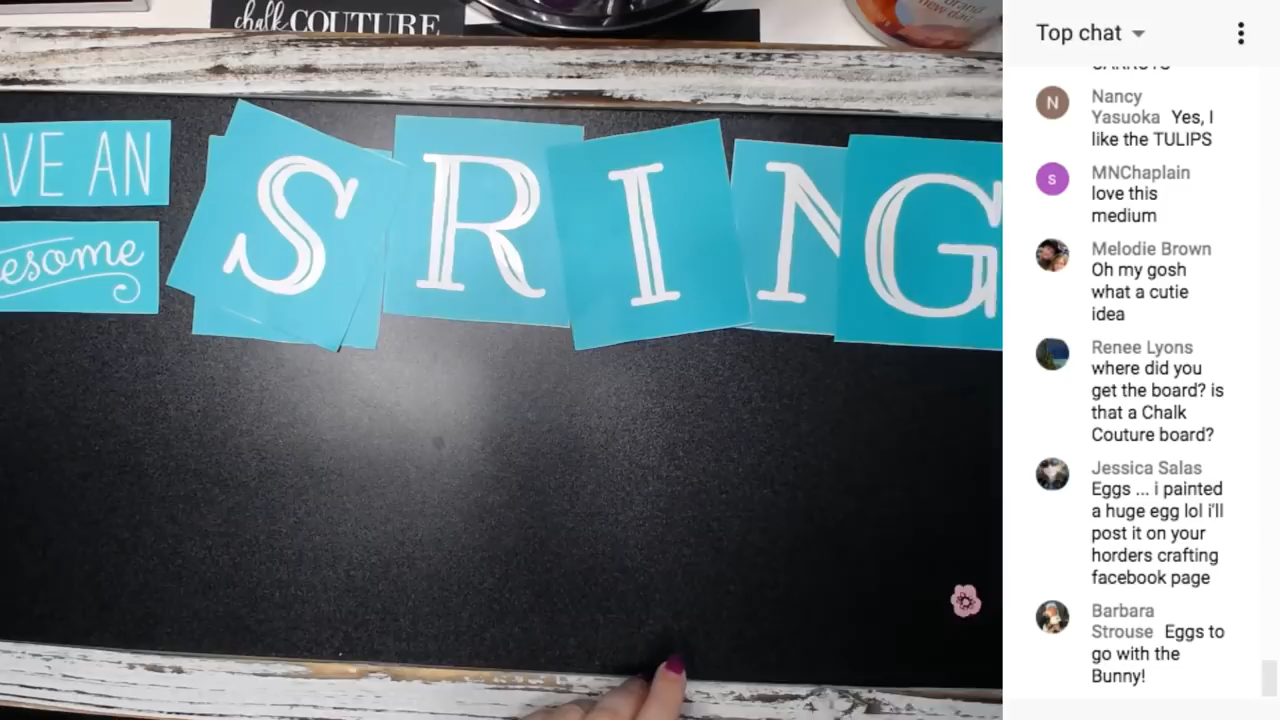 chalk COUTURE
brand
new day
VE AN
esome
S R I N G
Top chat
Nancy
Yasuoka Yes, I
like the TULIPS
MNChaplain
love this
medium
Melodie Brown
Oh my gosh
what a cutie
idea
Renee Lyons
where did you
get the board? is
that a Chalk
Couture board?
Jessica Salas
Eggs ... i painted
a huge egg lol i'll
post it on your
horders crafting
facebook page
Barbara
Strouse Eggs to
go with the
Bunny!
N
s